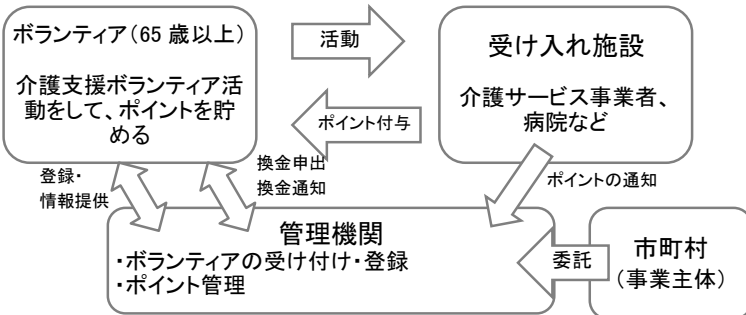 ボランティア（65 歳以上）
介護支援ボランティア活
動をして、ポイントを貯
める
活動
ポイント付与
受け入れ施設
介護サービス事業者、
病院など
登録・
情報提供
換金申出
換金通知
ポイントの通知
管理機関
・ボランティアの受け付け・登録
・ポイント管理
委託
市町村
（事業主体）